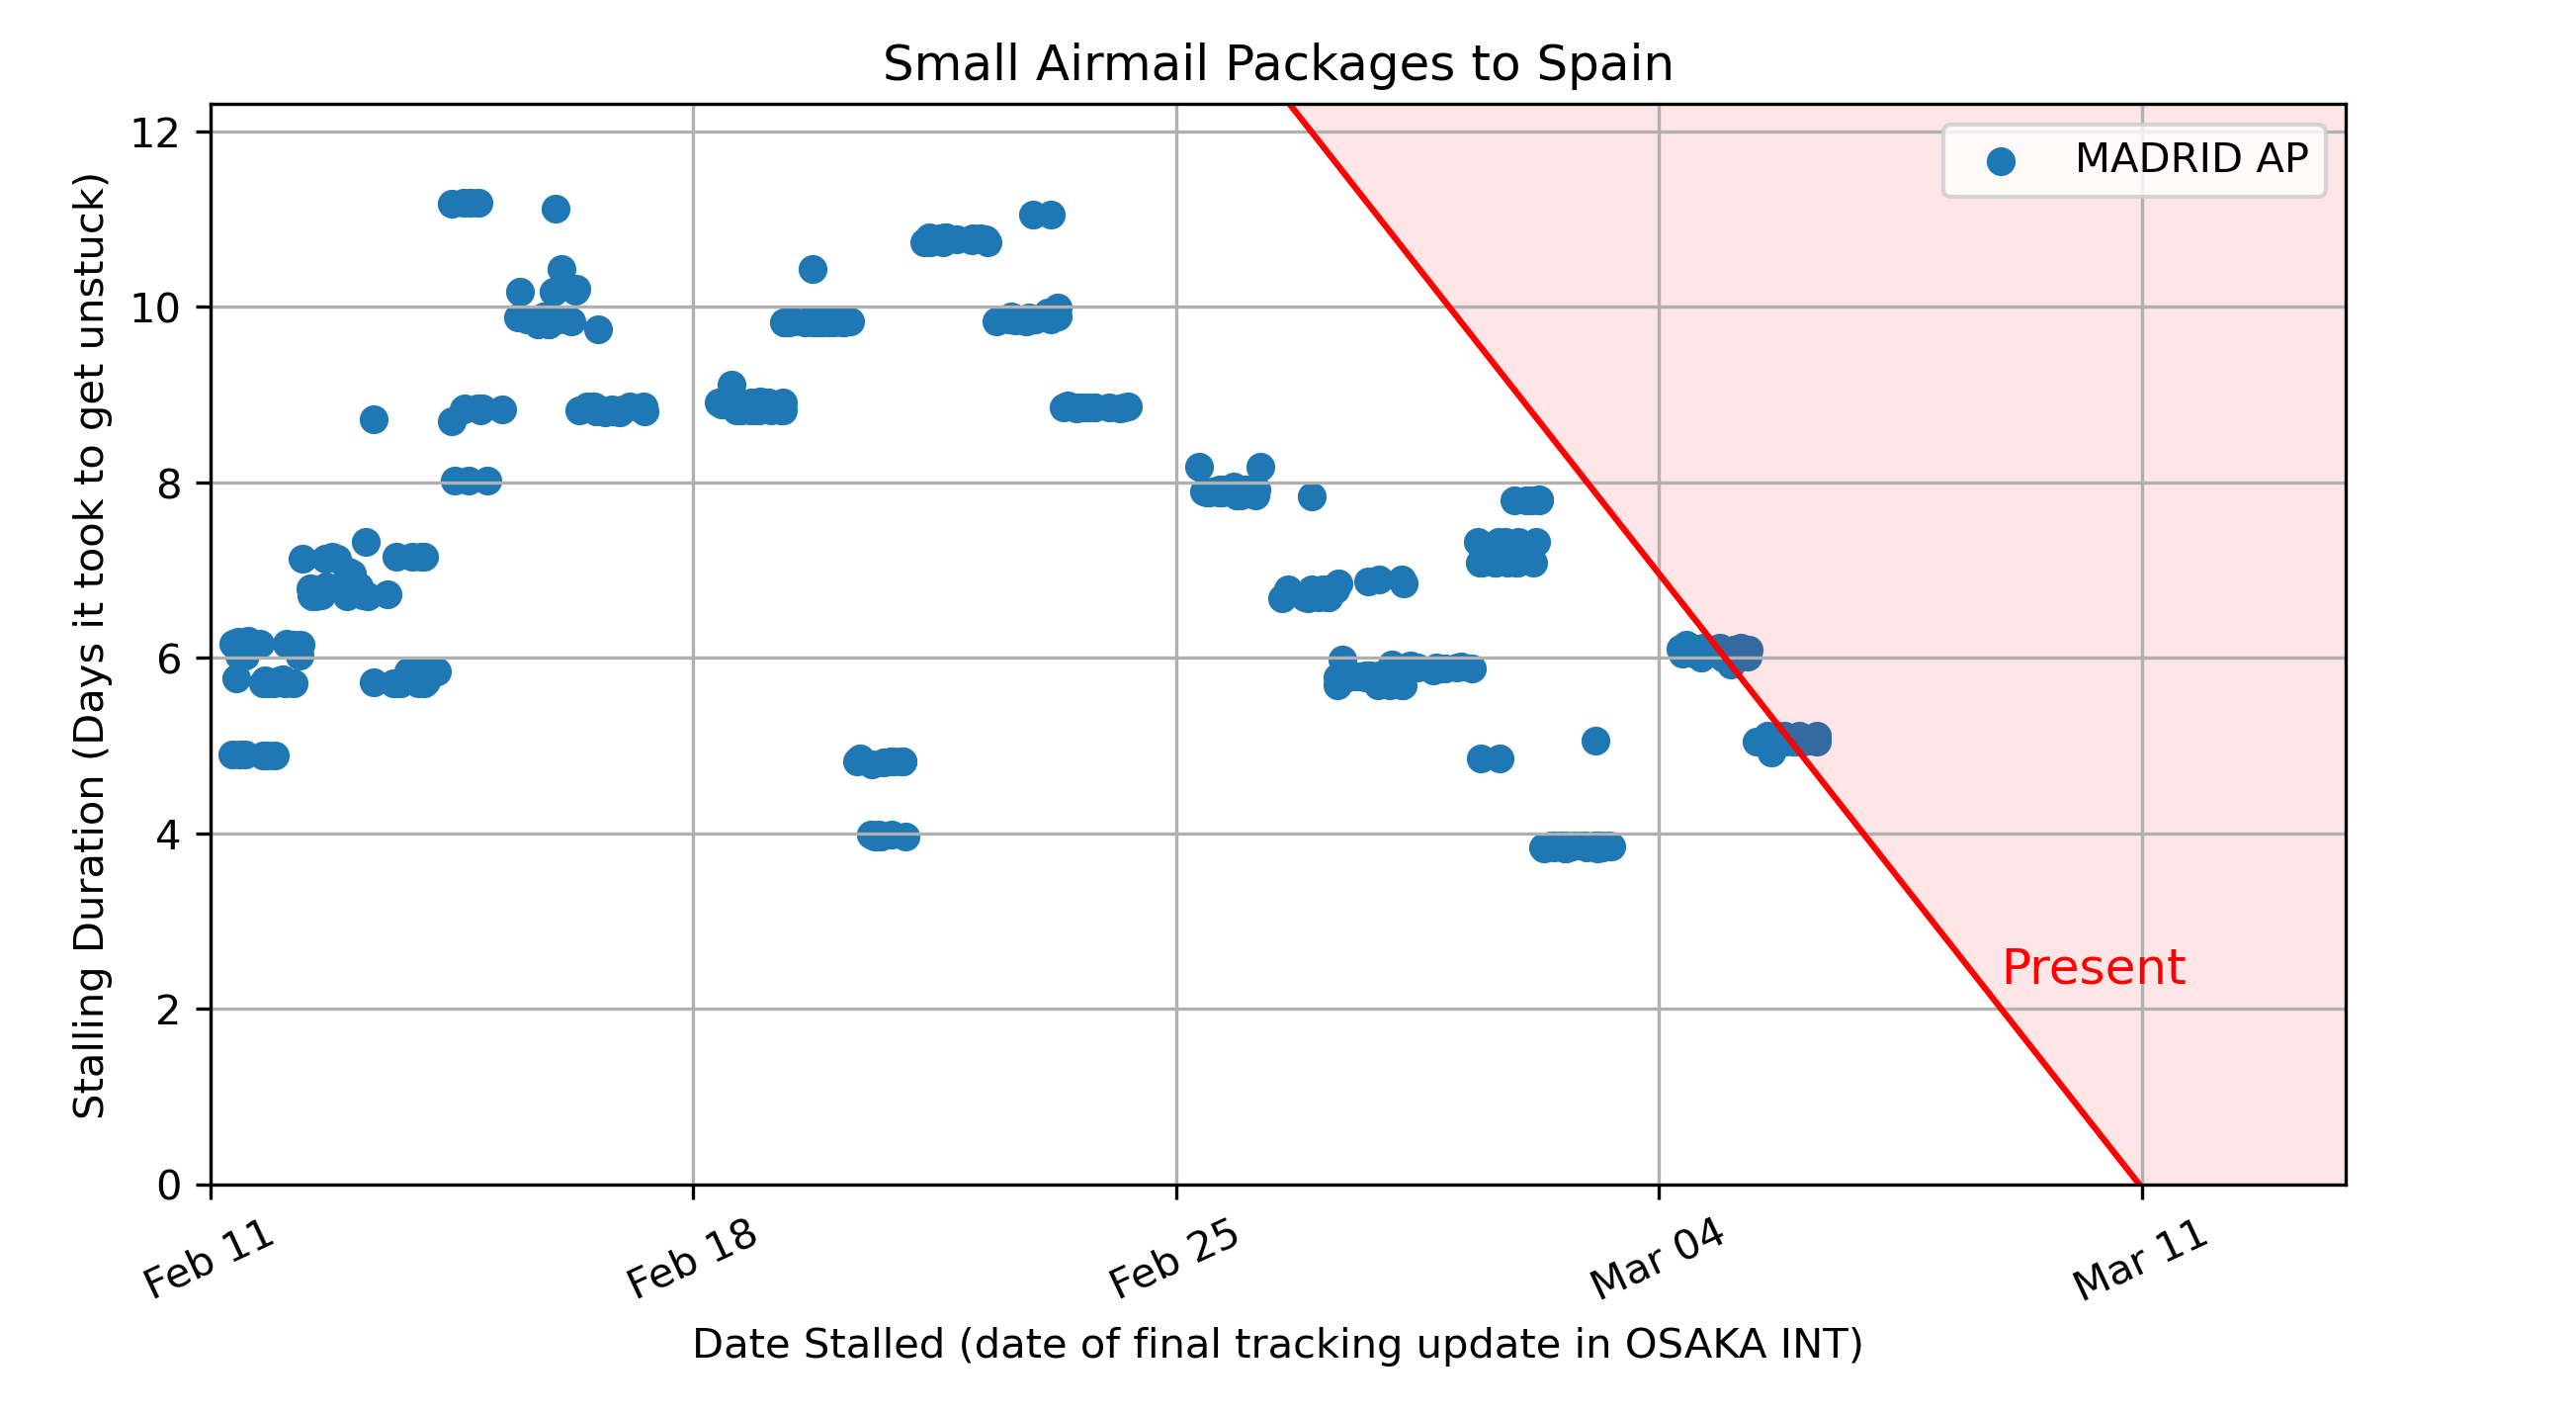 Small Airmail Packages to Spain
Stalling Duration (Days it took to get unstuck)
12
10
8
6
4
2
0
MADRID AP
Present
Feb 11
Feb 18
Feb 25
Mar 04
Mar 11
Date Stalled (date of final tracking update in OSAKA INT)